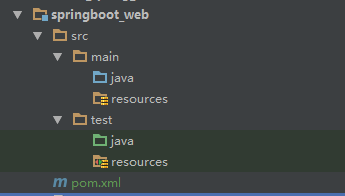 springboot_web
src
main
java
resources
test
java
resources
pom.xml